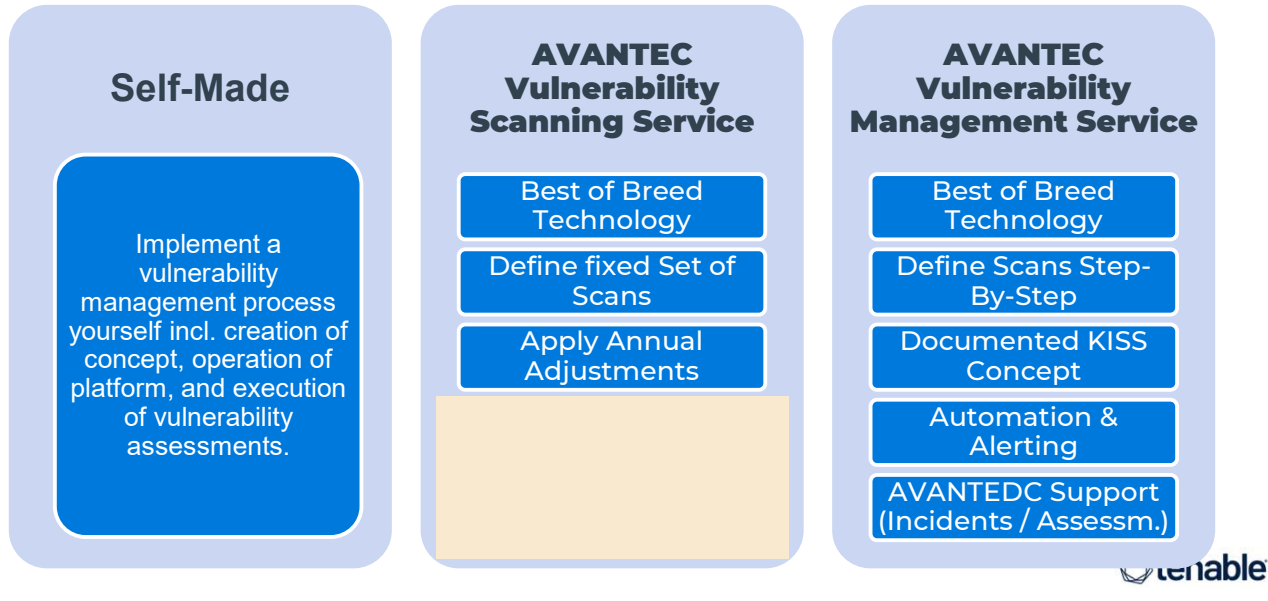 Self-Made
Implement a
vulnerability
management process
yourself incl. creation of
concept, operation of
platform, and execution
of vulnerability
assessments.
AVANTEC
Vulnerability
Scanning Service
Best of Breed
Technology
Define fixed Set of
Scans
Apply Annual
Adjustments
AVANTEC
Vulnerability
Management Service
Best of Breed
Technology
Define Scans Step-
By-Step
Documented KISS
Concept
Automation &
Alerting
AVANTEDC Support
(Incidents / Assessm.)
tenable